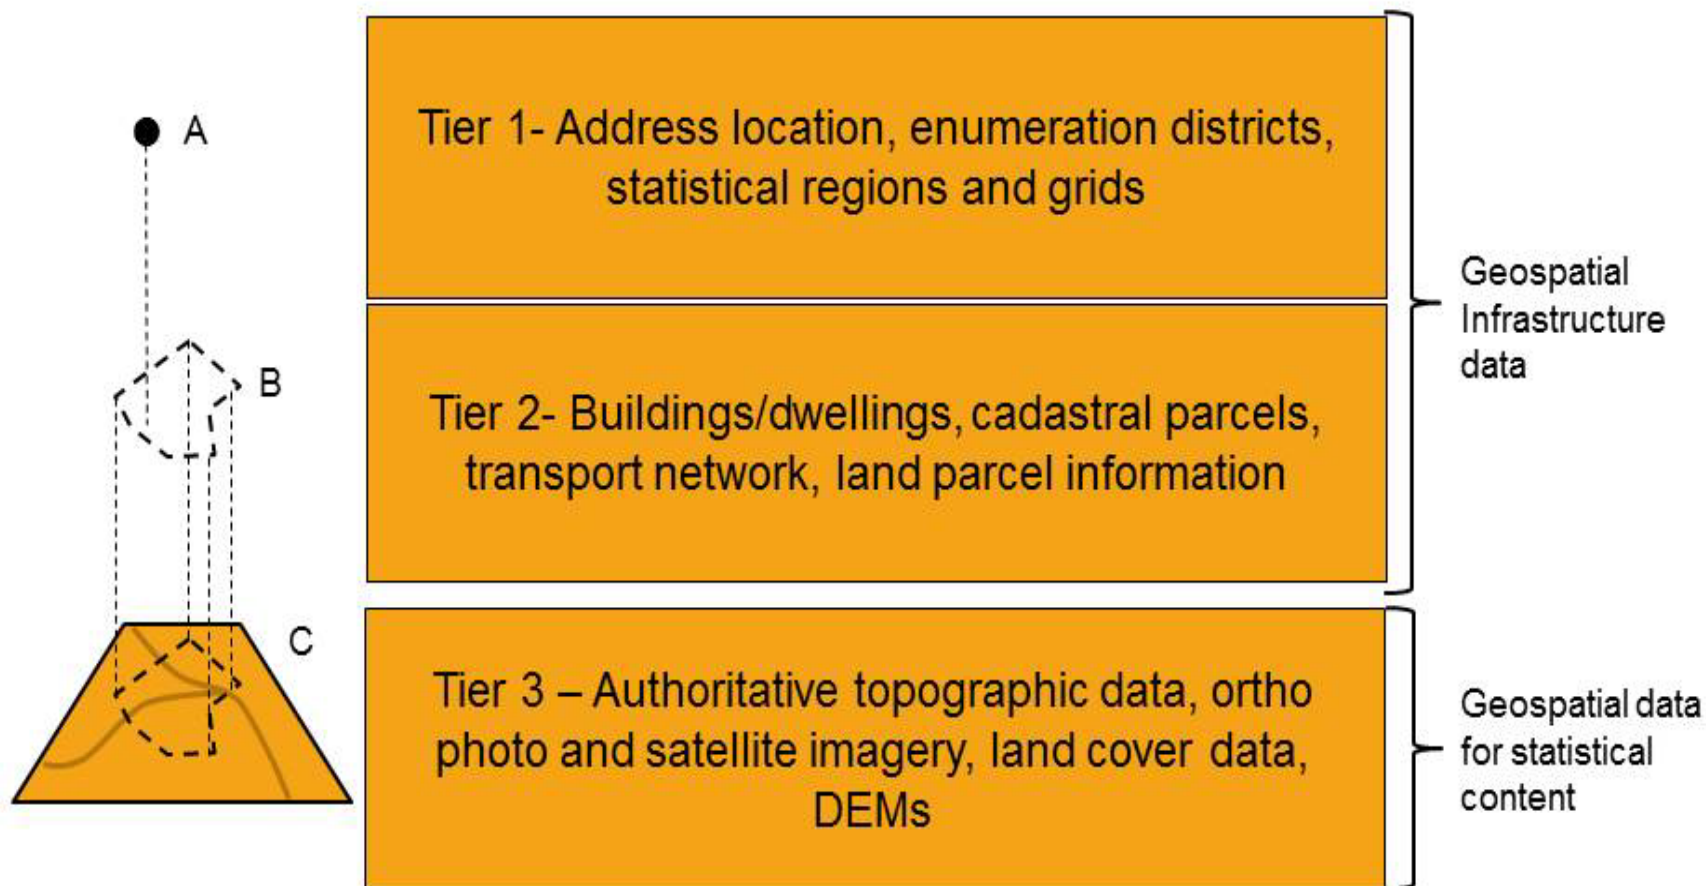 A
Tier 1- Address location, enumeration districts,
statistical regions and grids
Geospatial
Infrastructure
data
B
Tier 2- Buildings/dwellings, cadastral parcels,
transport network, land parcel information
C
Tier 3 – Authoritative topographic data, ortho
photo and satellite imagery, land cover data,
DEMs
Geospatial data
for statistical
content